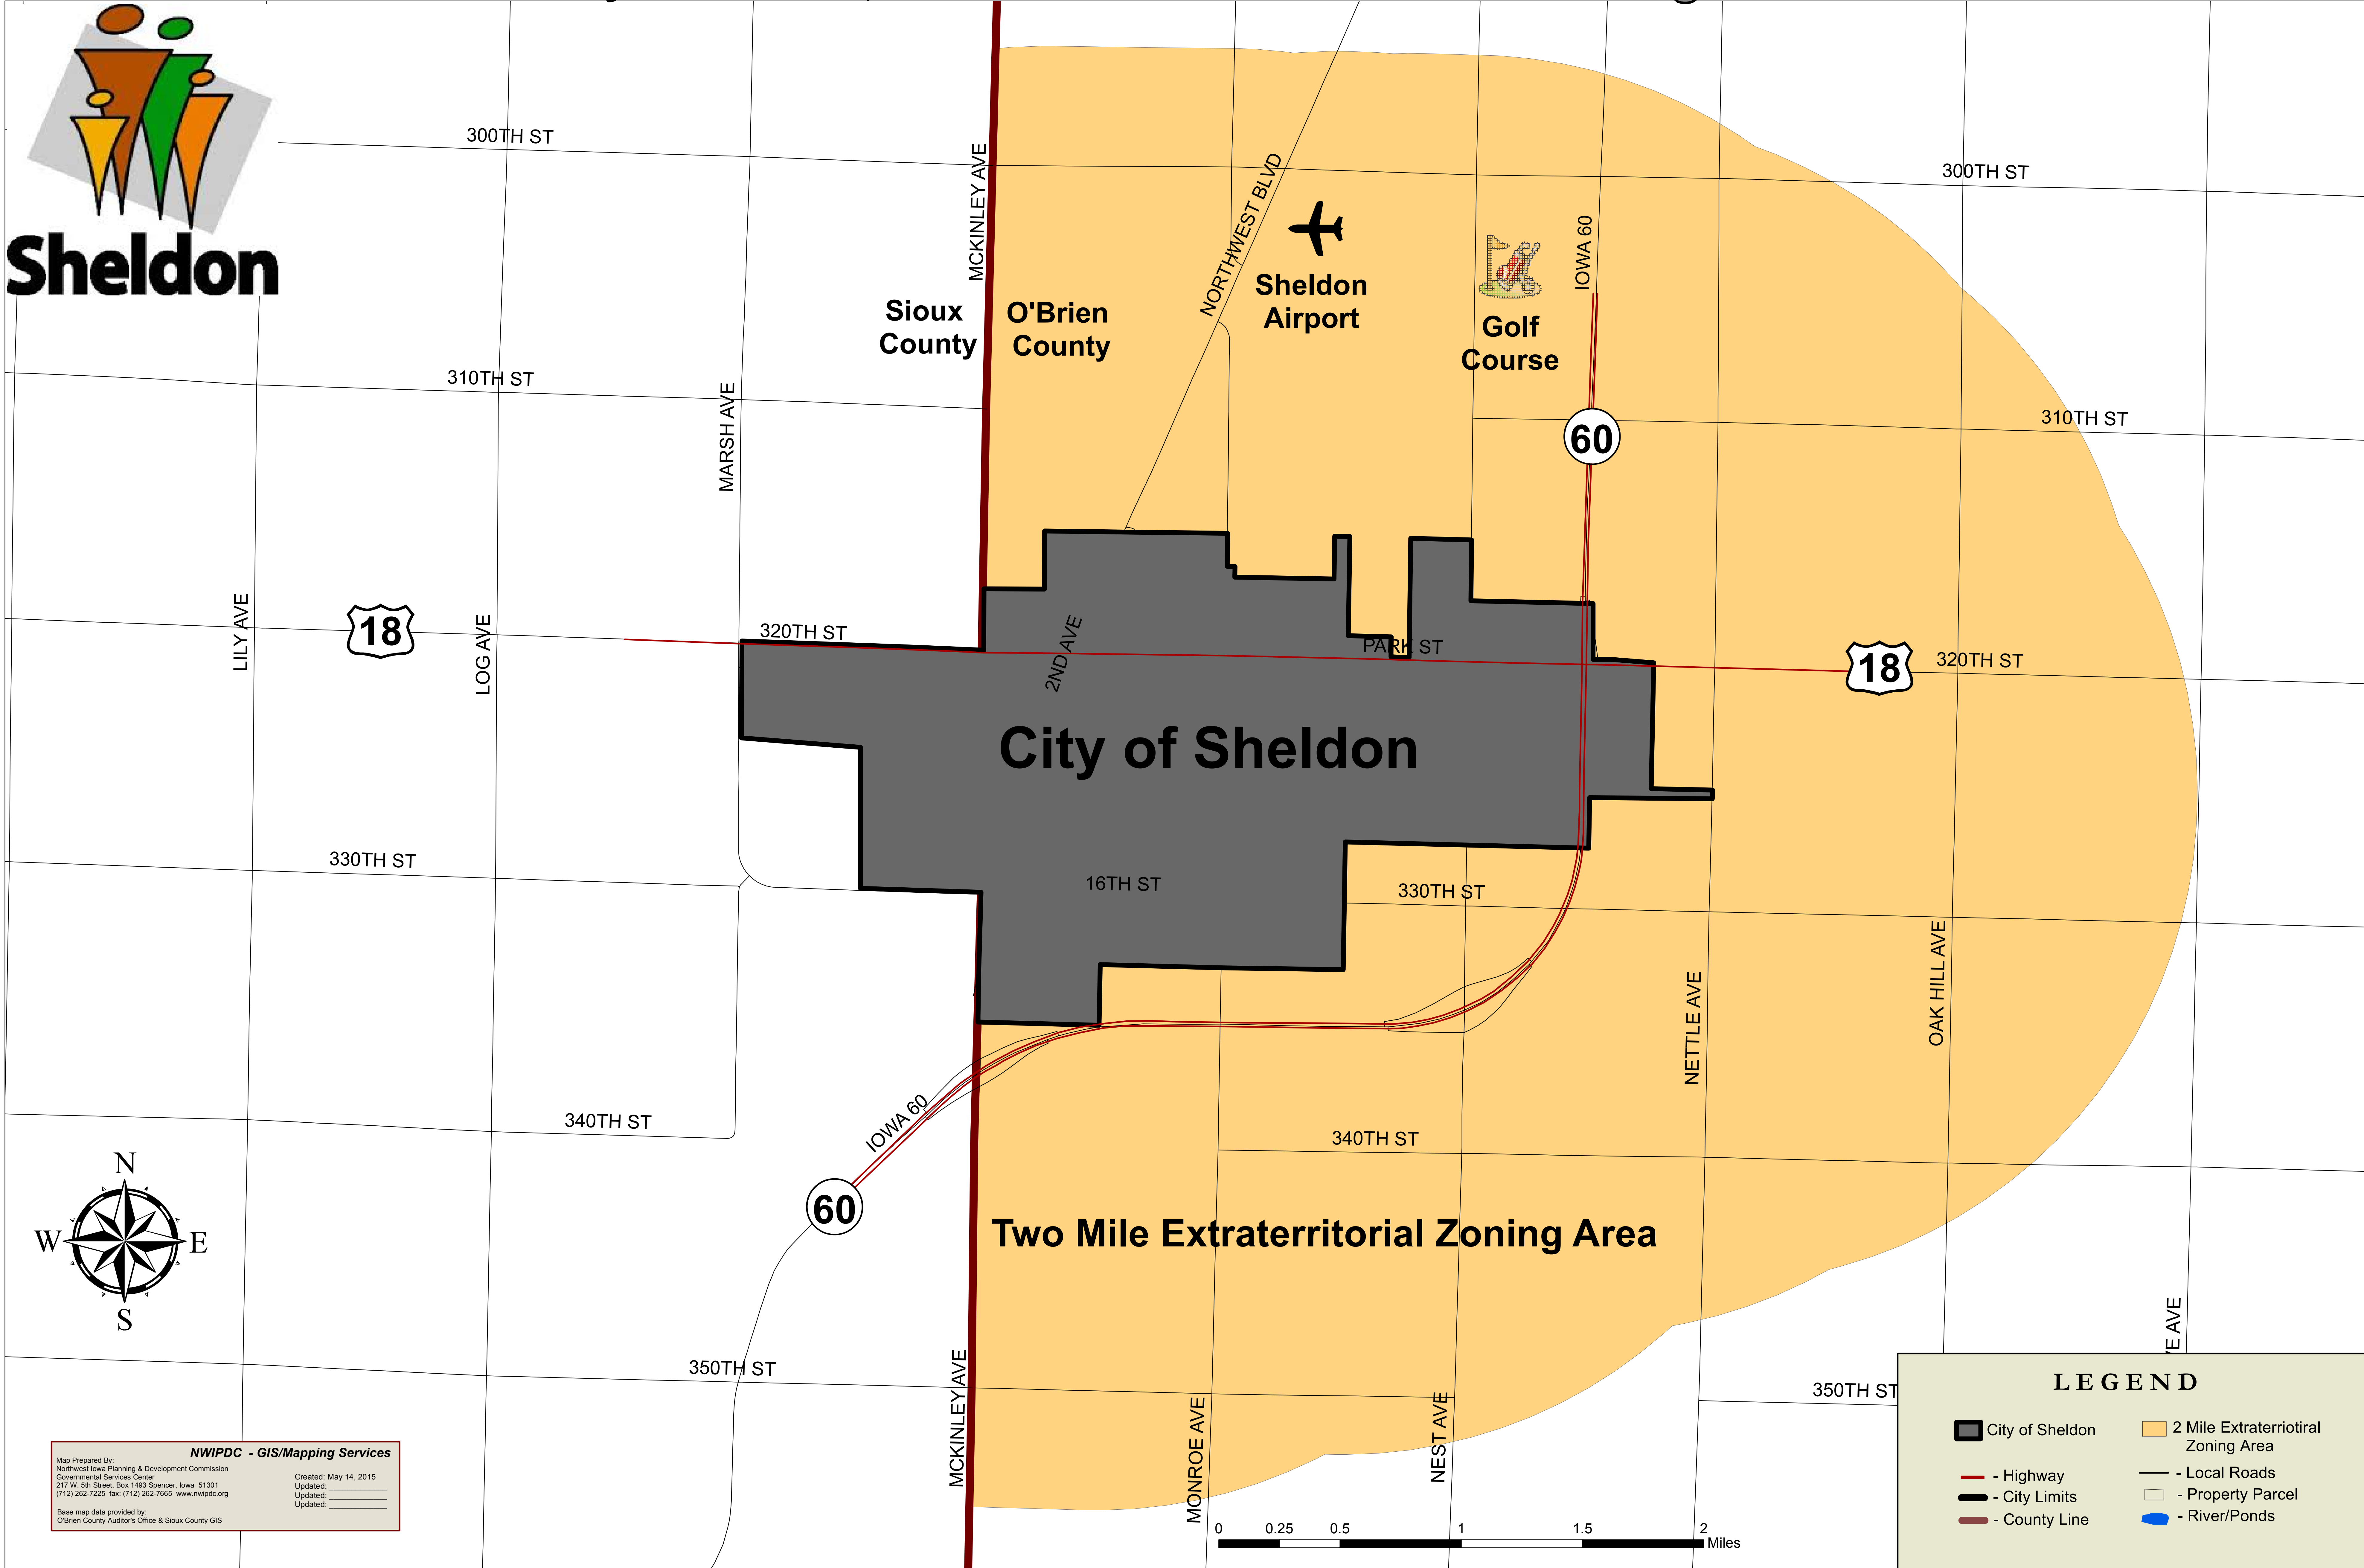 Sheldon
300TH ST
300TH ST
MCKINLEY AVE
NORTHWEST BLVD
IOWA 60
Sheldon
Airport
Sioux
County
O'Brien
County
Golf
Course
310TH ST
310TH ST
MARSH AVE
60
LILY AVE
18
LOG AVE
320TH ST
2ND AVE
PARK ST
18
320TH ST
City of Sheldon
330TH ST
16TH ST
330TH ST
OAK HILL AVE
NETTLE AVE
340TH ST
IOWA 60
340TH ST
N
W
E
S
60
Two Mile Extraterritorial Zoning Area
350TH ST
MCKINLEY AVE
MONROE AVE
NEST AVE
350TH ST
LEGEND
City of Sheldon
2 Mile Extraterriotiral
Zoning Area
- Highway
- Local Roads
- City Limits
- Property Parcel
- County Line
- River/Ponds
NWIPDC - GIS/Mapping Services
Map Prepared By:
Northwest Iowa Planning & Development Commission
Governmental Services Center
217 W. 5th Street, Box 1493 Spencer, Iowa 51301
(712) 262-7225 fax: (712) 262-7665 www.nwipdc.org
Created: May 14, 2015
Updated: ______________
Updated: ______________
Updated: ______________
Base map data provided by:
O'Brien County Auditor's Office & Sioux County GIS
0 0.25 0.5 1 1.5 2
Miles